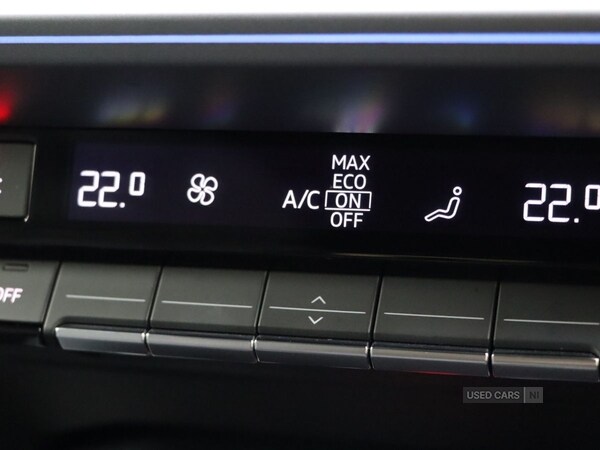 MAX
22.0 A/C ECO 22.0
ON
OFF
OFF
USED CARS NI